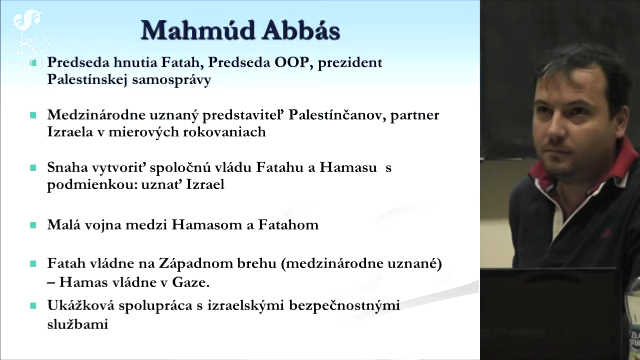 Mahmúd Abbás
Predseda hnutia Fatah, Predseda OOP, prezident
Palestínskej samosprávy
Medzinárodne uznaný predstaviteľ Palestínčanov, partner
Izraela v mierových rokovaniach
Snaha vytvoriť spoločnú vládu Fatahu a Hamasu s
podmienkou: uznať Izrael
Malá vojna medzi Hamasom a Fatahom
Fatah vládne na Západnom brehu (medzinárodne uznané)
– Hamas vládne v Gaze.
Ukážková spolupráca s izraelskými bezpečnostnými
službami